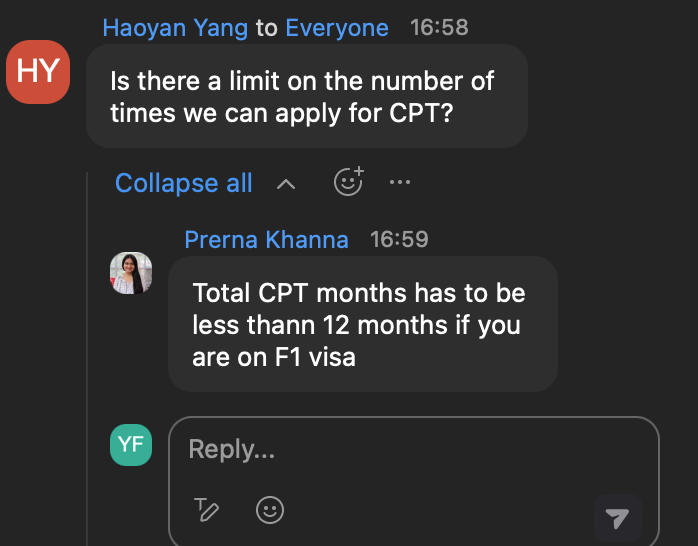 Haoyan Yang to Everyone 16:58
HY
Is there a limit on the number of
times we can apply for CPT?
Collapse all
Prerna Khanna 16:59
Total CPT months has to be
less thann 12 months if you
are on F1 visa
YF
Reply...
T